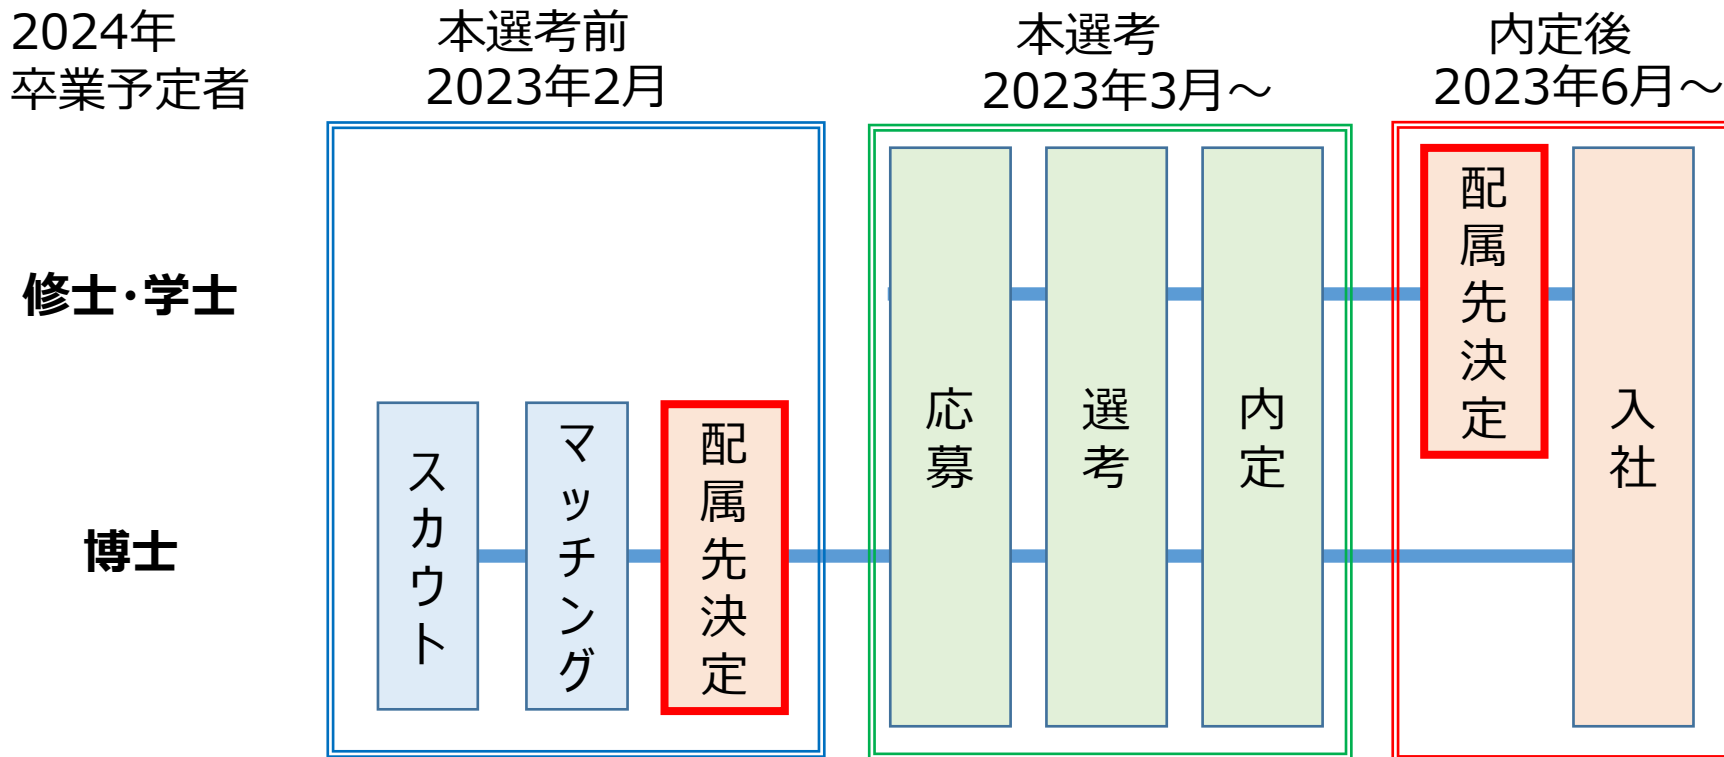 2024年
卒業予定者
本選考前
2023年2月
本選考
2023年3月～
内定後
2023年6月～
修士・学士
博士
スカウト
マッチング
配属先決定
応募
選考
内定
配属先決定
入社